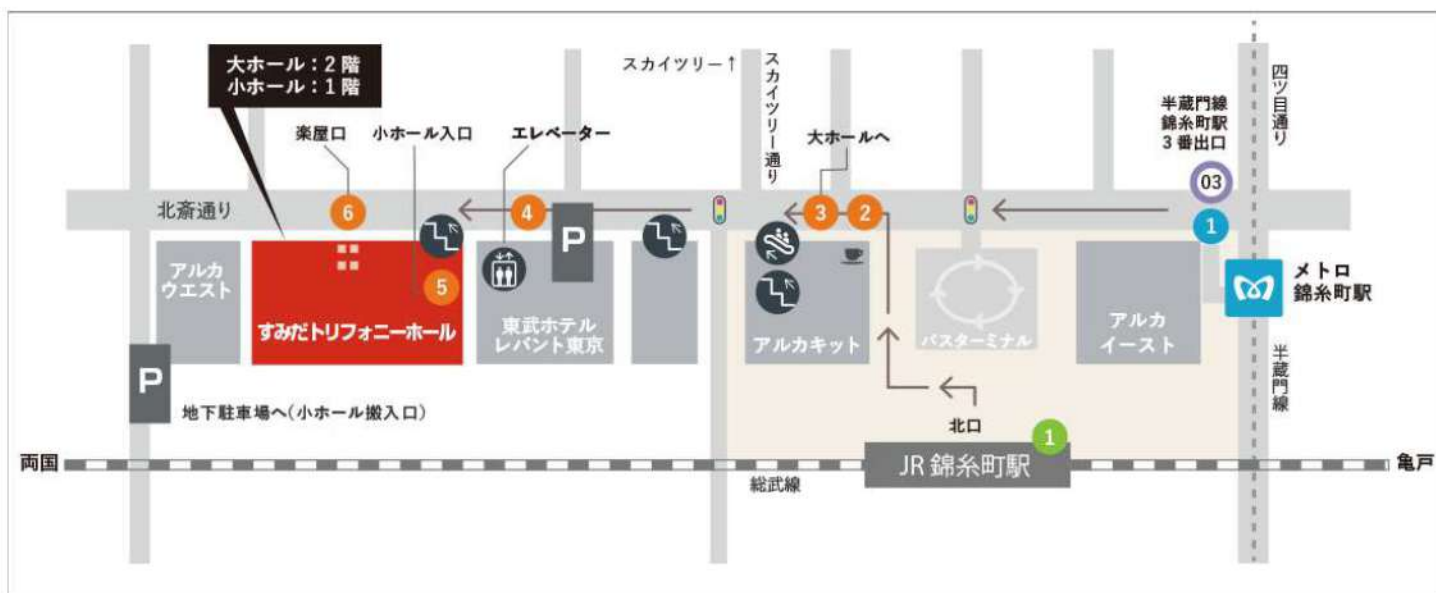 大ホール：2階
小ホール：1階
楽屋口
小ホール入口
エレベーター
スカイツリー↑
スカイツリー通り
大ホールへ
半蔵門線
錦糸町駅
3番出口
四ツ目通り
03
北斎通り
6
4
3
2
1
アルカ
ウエスト
5
すみだトリフォニーホール
P
東武ホテル
レバント東京
アルカキット
バスターミナル
アルカ
イースト
メトロ
錦糸町駅
P
地下駐車場へ(小ホール搬入口)
半蔵門線
北口
1
両国
JR錦糸町駅
亀戸
総武線